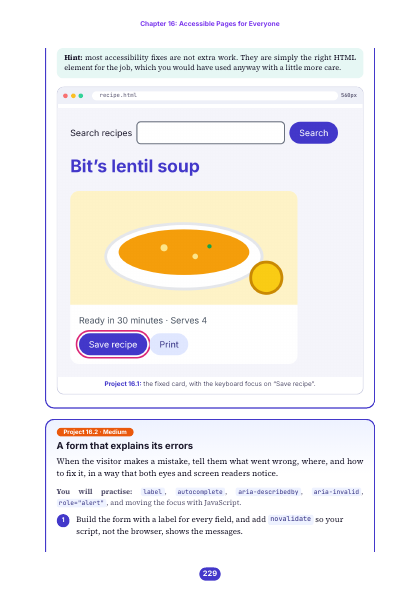 Chapter 16: Accessible Pages for Everyone
Hint: most accessibility fixes are not extra work. They are simply the right HTML
element for the job, which you would have used anyway with a little more care.
recipe.html 560px
Search recipes Search
Bit's lentil soup
Ready in 30 minutes · Serves 4
Save recipe Print
Project 16.1: the fixed card, with the keyboard focus on "Save recipe".
Project 16.2 · Medium
A form that explains its errors
When the visitor makes a mistake, tell them what went wrong, where, and how
to fix it, in a way that both eyes and screen readers notice.
You will practise: label, autocomplete, aria-describedby, aria-invalid,
role="alert", and moving the focus with JavaScript.
1 Build the form with a label for every field, and add novalidate so your
script, not the browser, shows the messages.
229